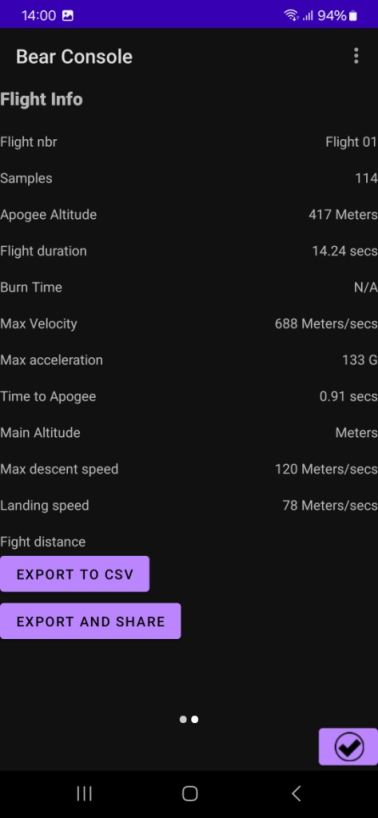 14:00 94%
Bear Console
Flight Info
Flight nbr Flight 01
Samples 114
Apogee Altitude 417 Meters
Flight duration 14.24 secs
Burn Time N/A
Max Velocity 688 Meters/secs
Max acceleration 133 G
Time to Apogee 0.91 secs
Main Altitude Meters
Max descent speed 120 Meters/secs
Landing speed 78 Meters/secs
Fight distance
EXPORT TO CSV
EXPORT AND SHARE